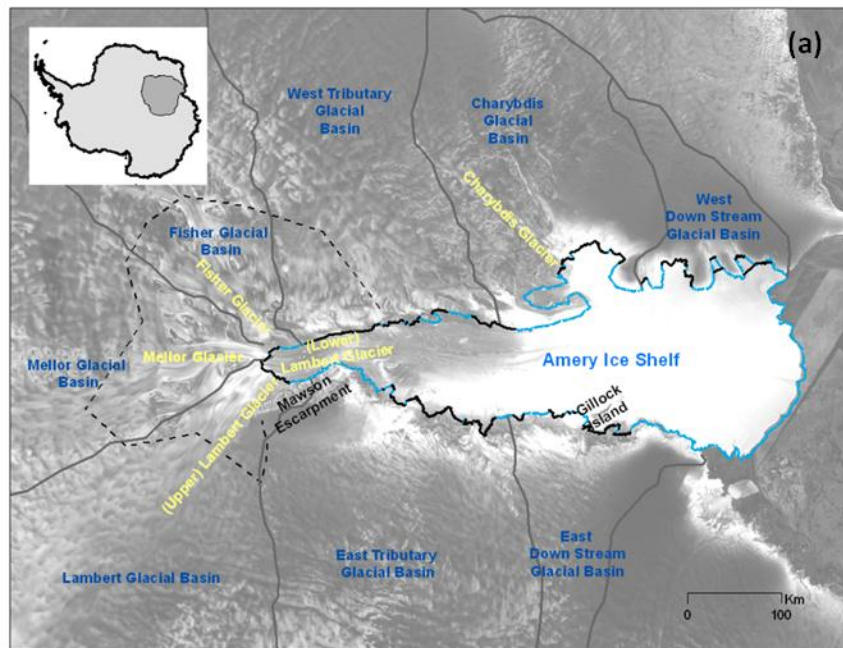 (a)
West Tributary
Glacial
Basin
Charybdis
Glacial
Basin
West
Down Stream
Glacial Basin
Fisher Glacial
Basin
Charybdis Glacier
Fisher Glacier
Mellor Glacial
Basin
Mellor Glacier
(Lower)
Lambert Glacier
Amery Ice Shelf
Mawson
Escarpment
Gillock
Island
(Upper) Lambert Glacier
Lambert Glacial Basin
East Tributary
Glacial Basin
East
Down Stream
Glacial Basin
Km
0 100